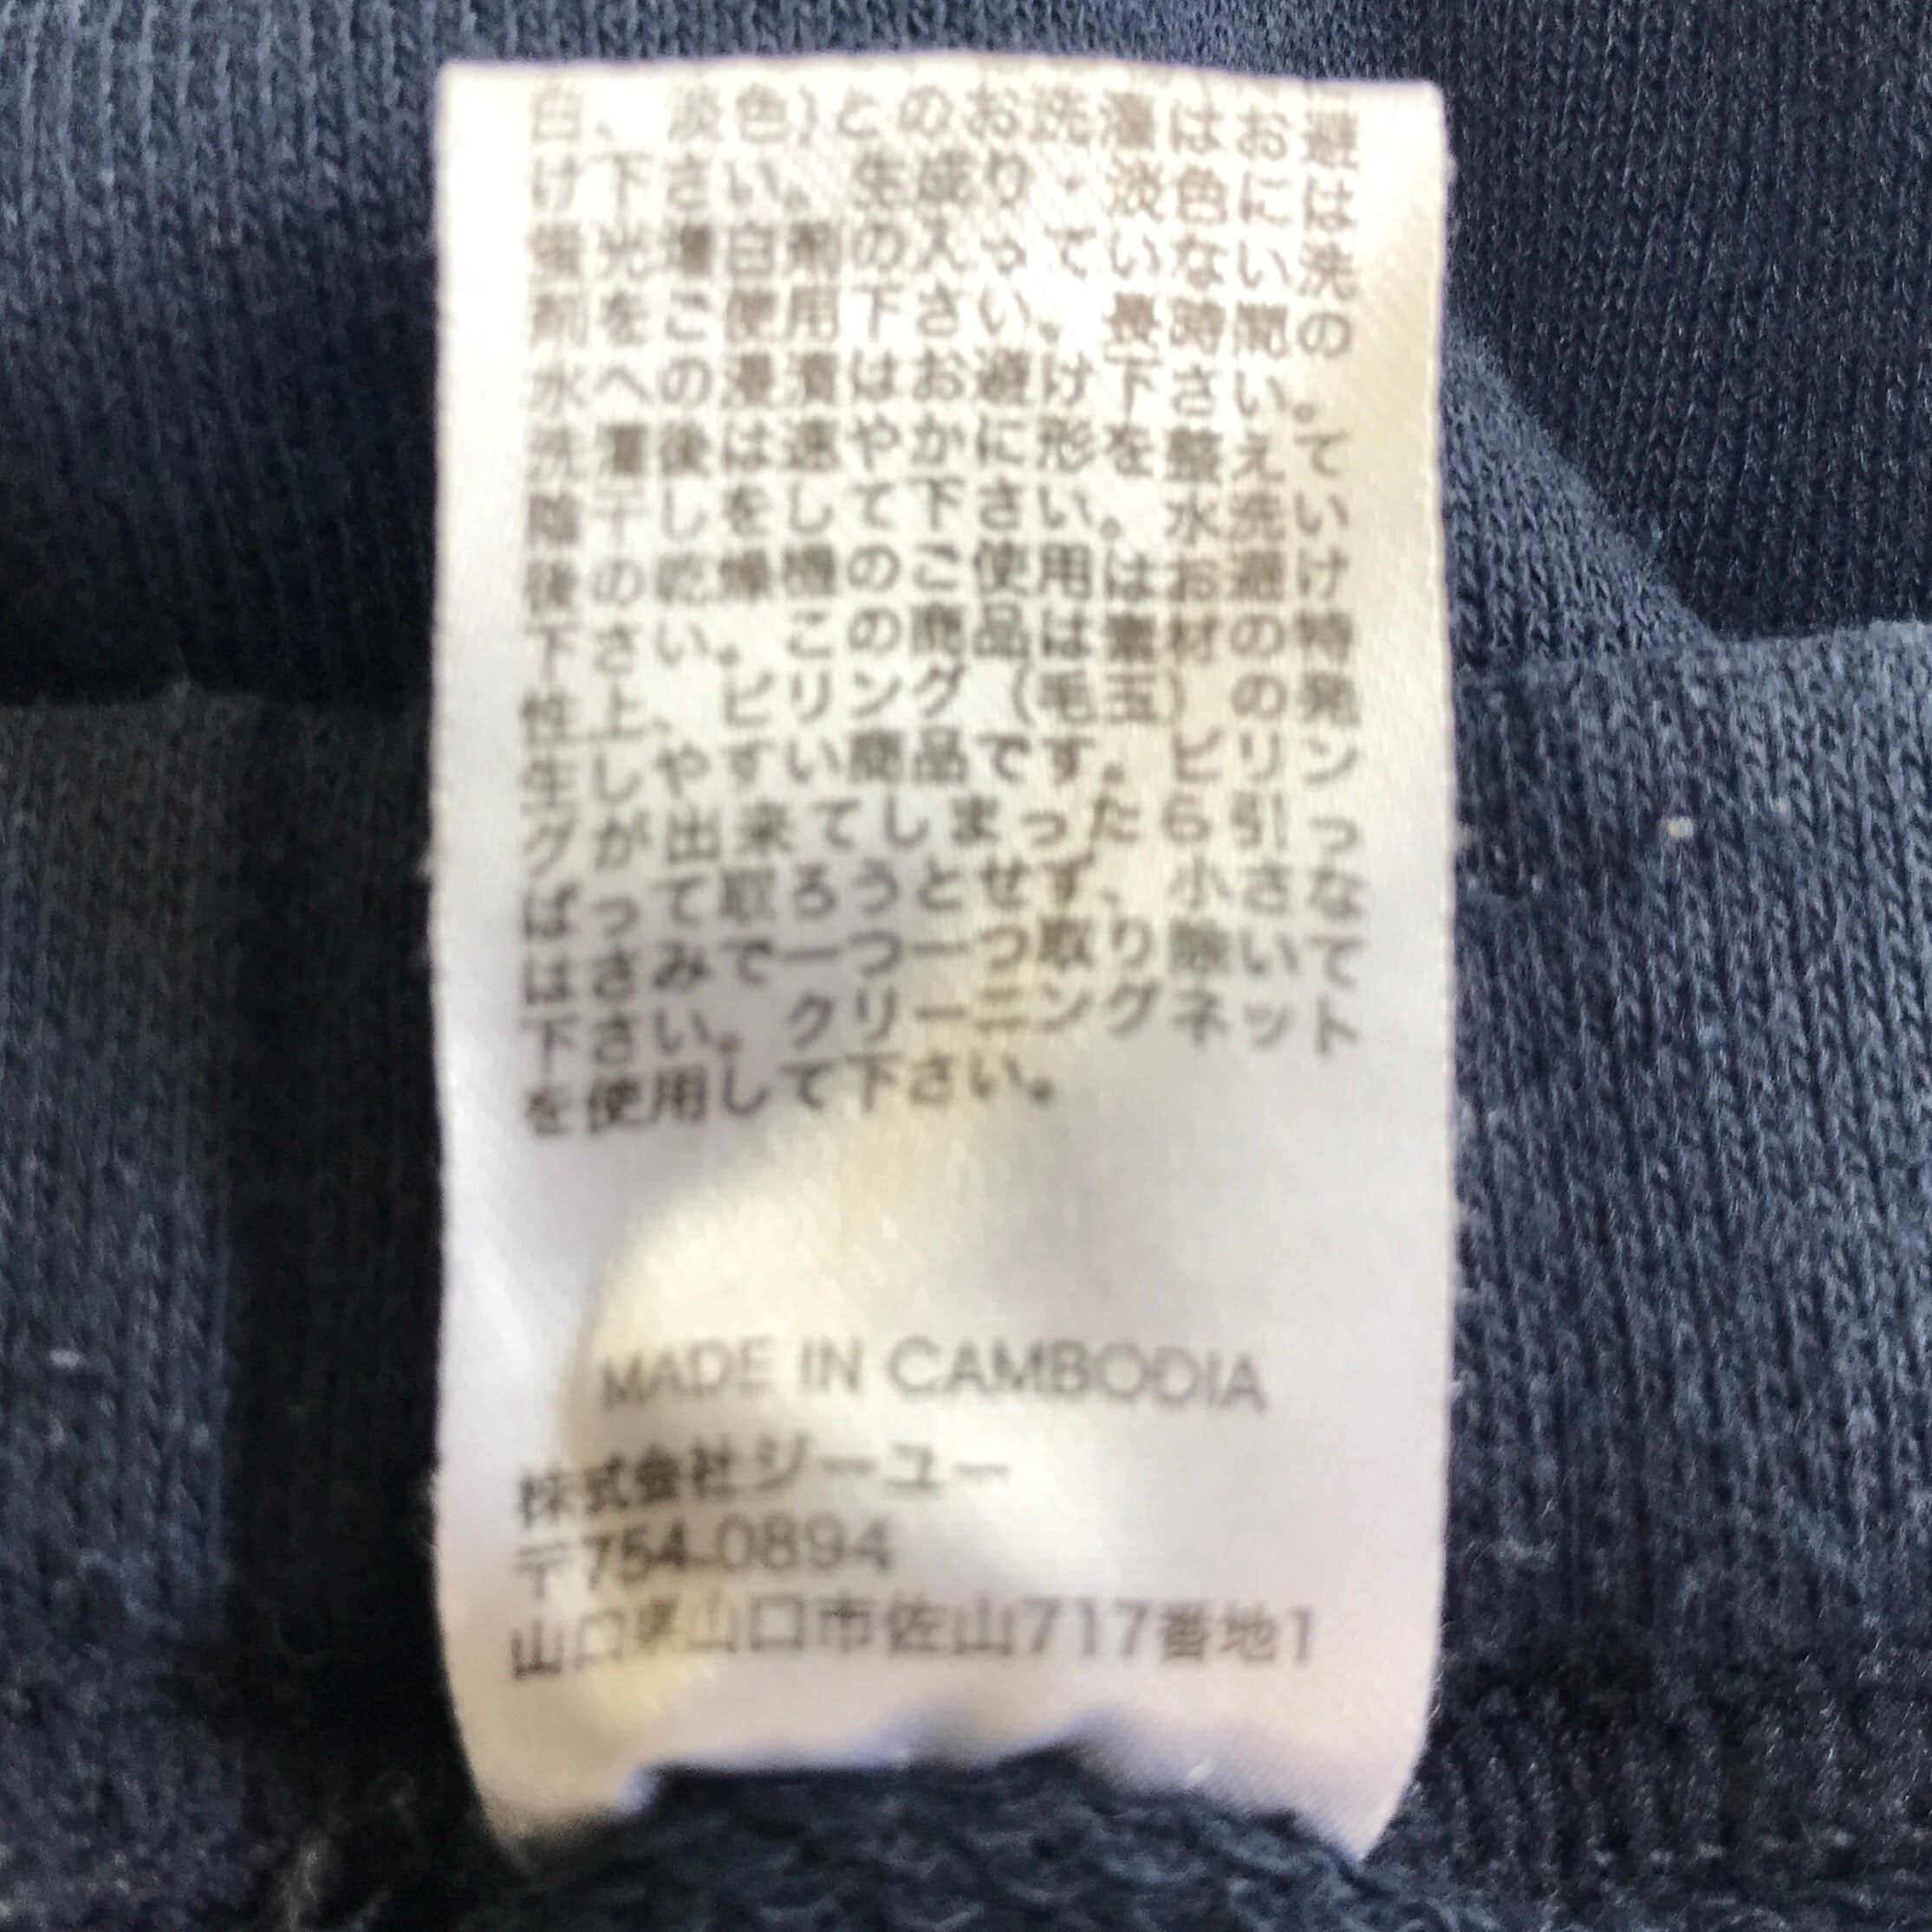 白、淡色)とのお洗濯はお避
け下さい。生成り・淡色には
蛍光増白剤の入っていない洗
剤をご使用下さい。長時間の
水への浸漬はお避け下さい。
洗濯後は速やかに形を整えて
陰干しをして下さい。水洗い
後の乾燥機のご使用はお避け
下さい。この商品は素材の特
性上、ピリング(毛玉)の発
生しやすい商品です。ピリン
グが出来てしまったら引っ
ぱって取ろうとせず、小さな
はさみで一つ一つ取り除いて
下さい。クリーニングネット
を使用して下さい。
MADE IN CAMBODIA
株式会社ジーユー
〒754-0894
山口県山口市佐山717番地1